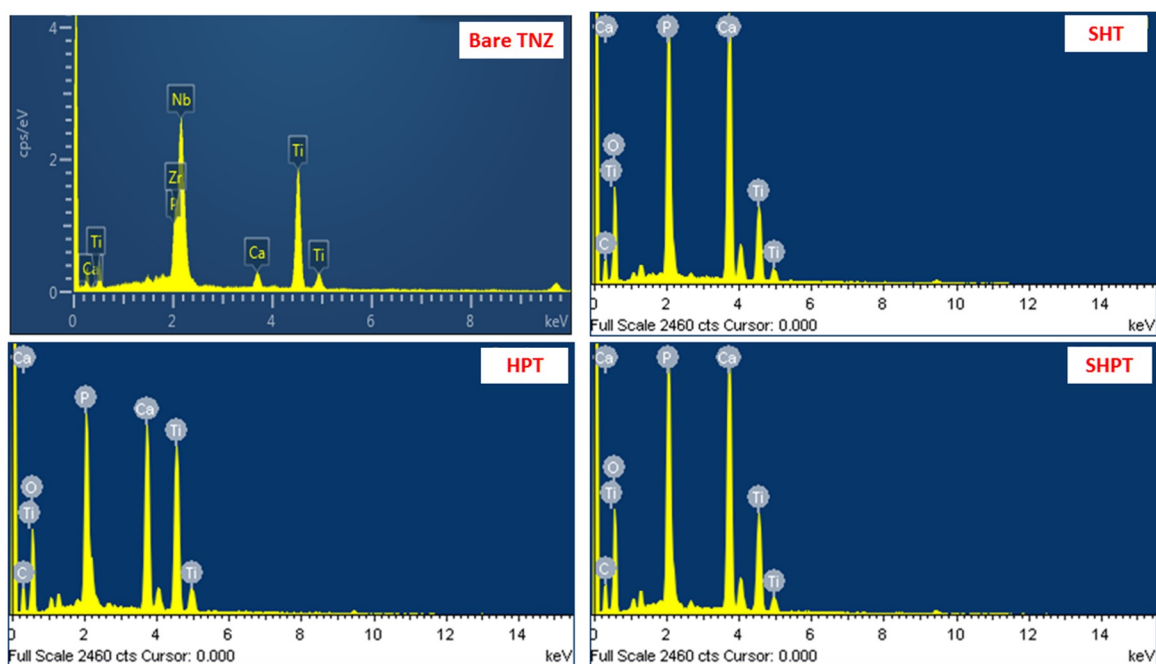 Bare TNZ
4
2
0
cps/eV
Nb
Zr
P
Ti
Ca
Ca
Ti
Ti
0 2 4 6 8 keV
SHT
Ca P Ca
O
Ti
C
Ti
Ti
0 2 4 6 8 10 12 14
Full Scale 2460 cts Cursor: 0.000 keV
HPT
Ca
P
Ca
Ti
O
Ti
C
Ti
0 2 4 6 8 10 12 14
Full Scale 2460 cts Cursor: 0.000 keV
SHPT
Ca P Ca
O
Ti
C
Ti
Ti
0 2 4 6 8 10 12 14
Full Scale 2460 cts Cursor: 0.000 keV